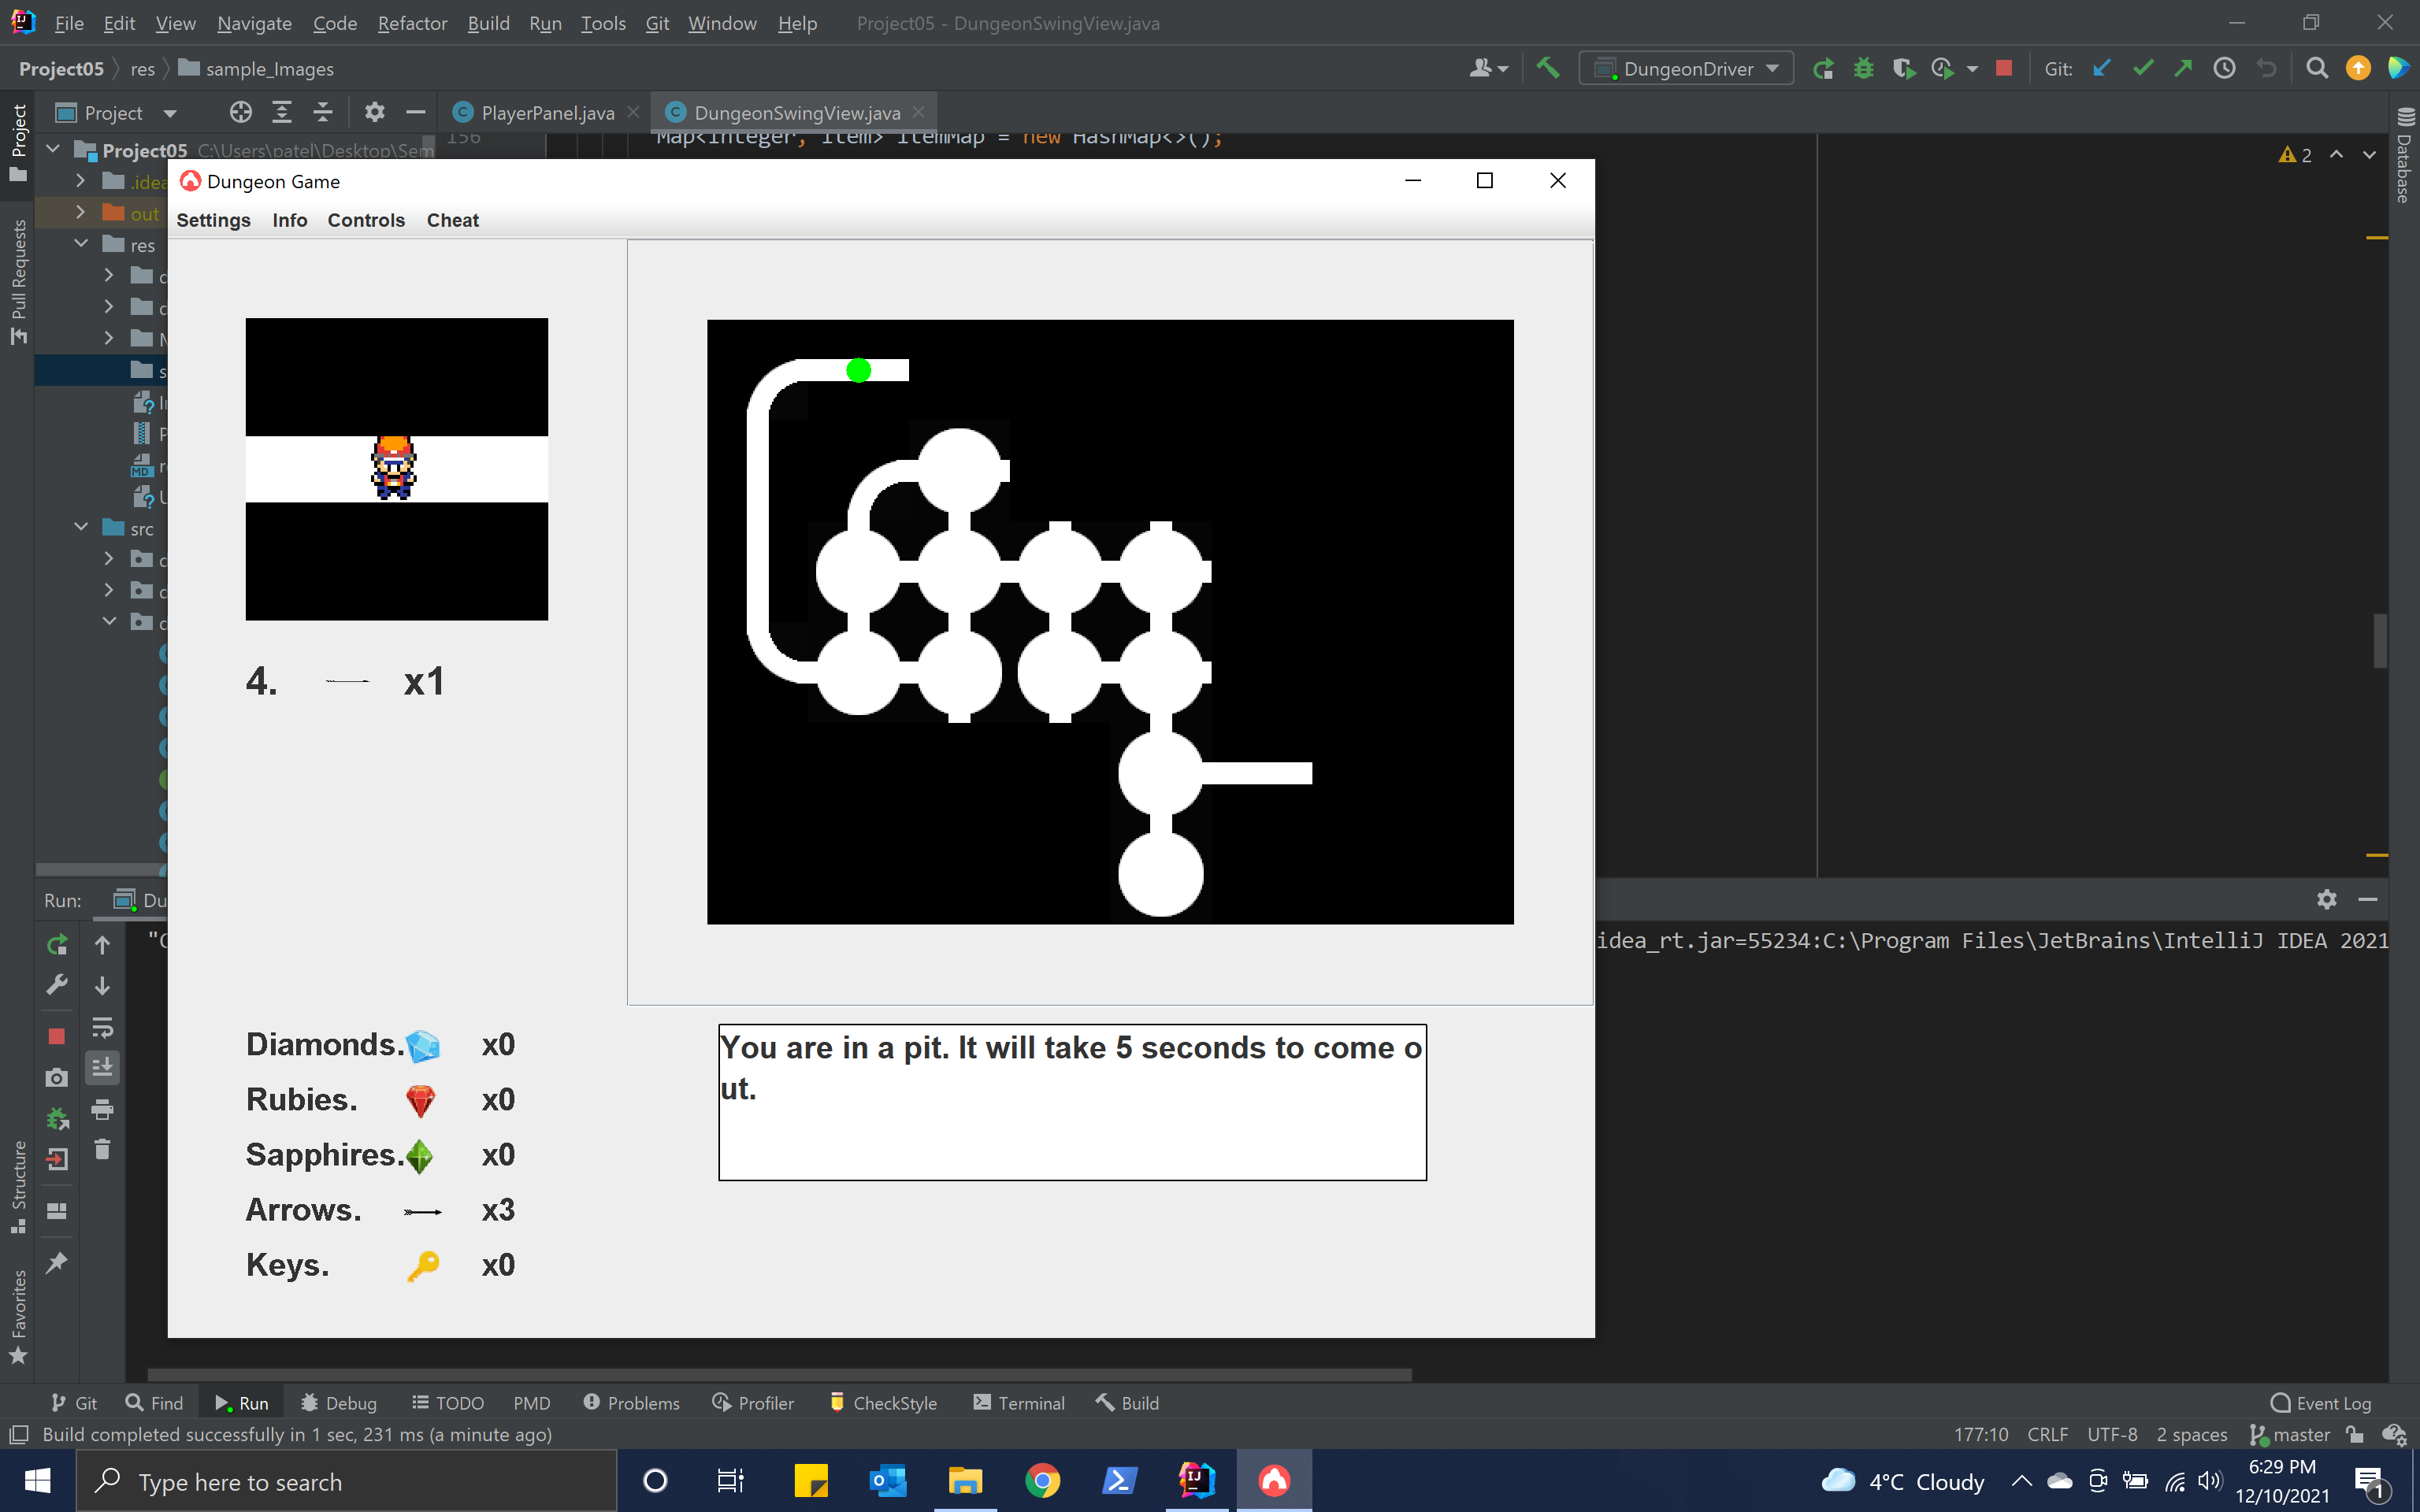 File Edit View Navigate Code Refactor Build Run Tools Git Window Help Project05 - DungeonSwingView.java
Project05 res sample_Images DungeonDriver Git:
Project PlayerPanel.java DungeonSwingView.java
156 Map<Integer, Item> itemMap = new HashMap<>();
Project05 C:\Users\patel\Desktop\Sem
2
.idea
out
res
src
Project
Pull Requests
Structure
Favorites
Database
Dungeon Game
Settings Info Controls Cheat
4. x1
Diamonds. x0
Rubies. x0
Sapphires. x0
Arrows. x3
Keys. x0
You are in a pit. It will take 5 seconds to come o
ut.
Run: Du
"C
idea_rt.jar=55234:C:\Program Files\JetBrains\IntelliJ IDEA 2021
Git Find Run Debug TODO PMD Problems Profiler CheckStyle Terminal Build Event Log
Build completed successfully in 1 sec, 231 ms (a minute ago) 177:10 CRLF UTF-8 2 spaces master
Type here to search
4°C Cloudy
6:29 PM
12/10/2021
1